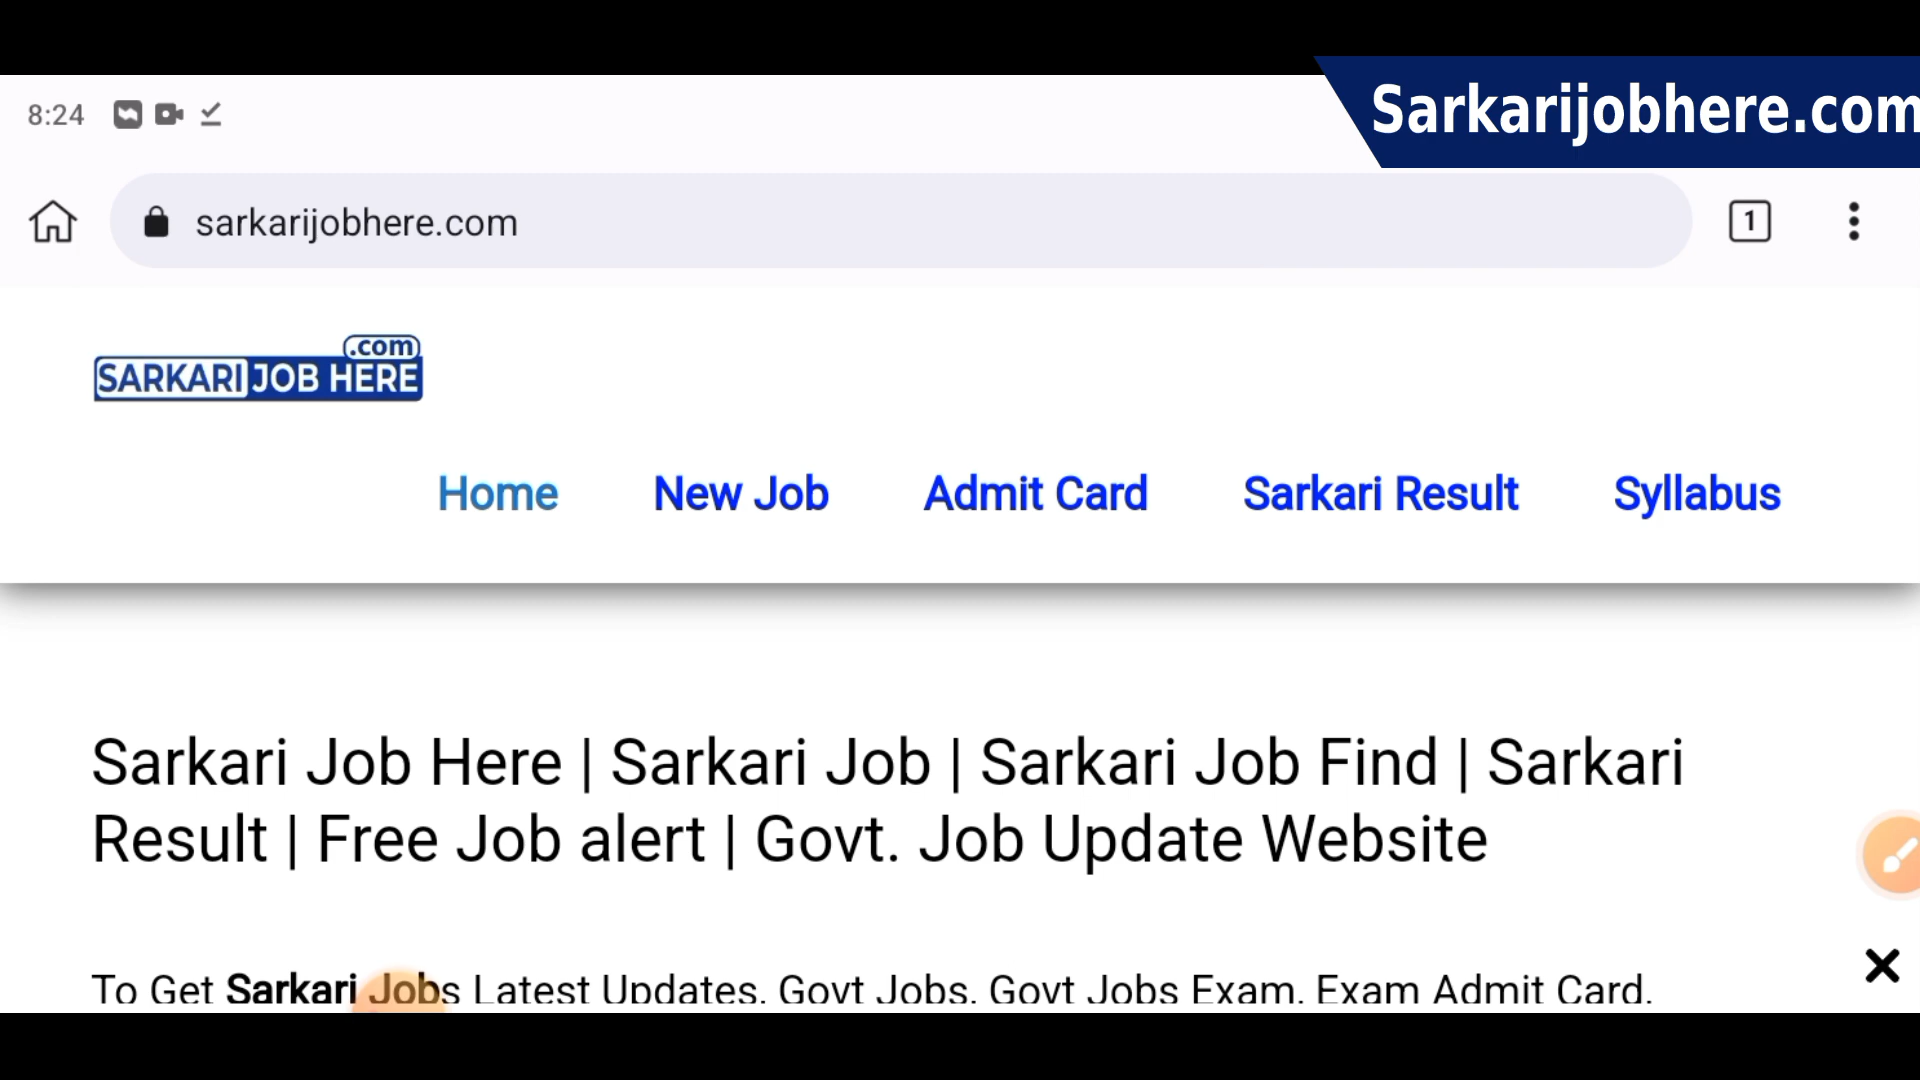 Sarkarijobhere.com
8:24
sarkarijobhere.com
1
.com
SARKARI JOB HERE
Home New Job Admit Card Sarkari Result Syllabus
Sarkari Job Here | Sarkari Job | Sarkari Job Find | Sarkari
Result | Free Job alert | Govt. Job Update Website
To Get Sarkari Jobs Latest Updates, Govt Jobs, Govt Jobs Exam, Exam Admit Card,